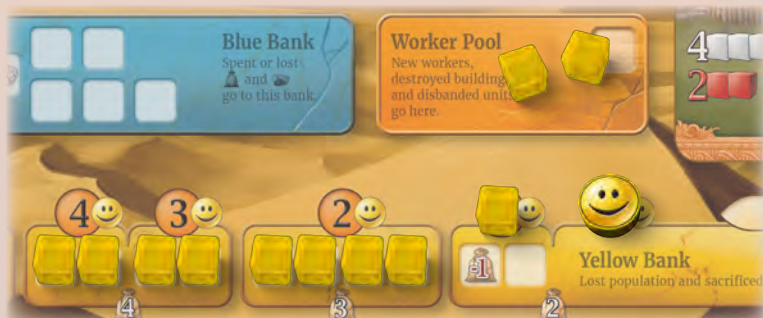 Blue Bank
Spent or lost
and
go to this bank.
Worker Pool
New workers,
destroyed building
and disbanded units
go here.
4
2
4
3
2
-1
Yellow Bank
Lost population and sacrificed
4
3
2